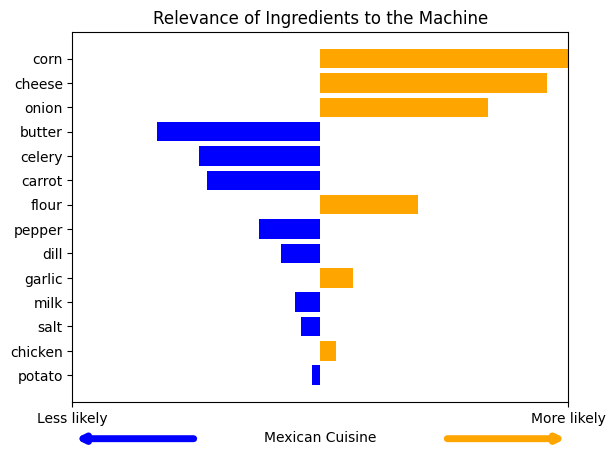 Relevance of Ingredients to the Machine
corn
cheese
onion
butter
celery
carrot
flour
pepper
dill
garlic
milk
salt
chicken
potato
Less likely
More likely
Mexican Cuisine